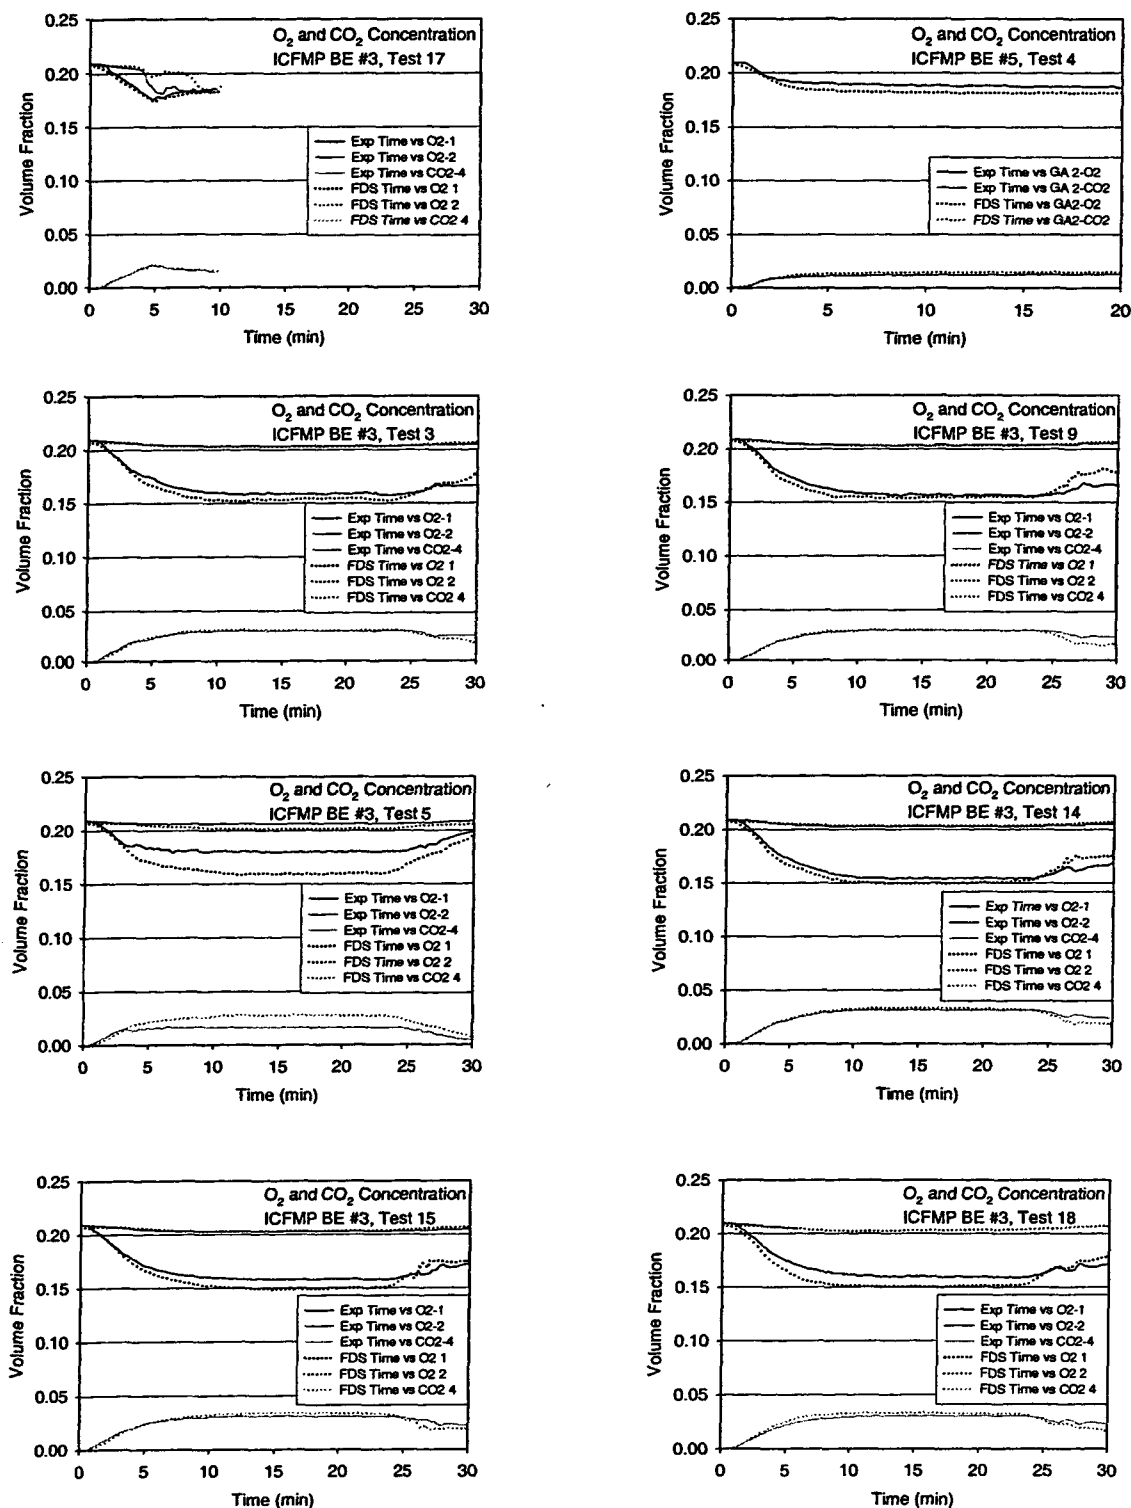 O2 and CO2 Concentration
ICFMP BE #3, Test 17
Volume Fraction
0.25
0.20
0.15
0.10
0.05
0.00
Exp Time vs O2-1
Exp Time vs O2-2
Exp Time vs CO2-4
FDS Time vs O2 1
FDS Time vs O2 2
FDS Time vs CO2 4
0 5 10 15 20 25 30
Time (min)
O2 and CO2 Concentration
ICFMP BE #5, Test 4
Volume Fraction
0.25
0.20
0.15
0.10
0.05
0.00
Exp Time vs GA 2-O2
Exp Time vs GA 2-CO2
FDS Time vs GA2-O2
FDS Time vs GA2-CO2
0 5 10 15 20
Time (min)
O2 and CO2 Concentration
ICFMP BE #3, Test 3
Volume Fraction
0.25
0.20
0.15
0.10
0.05
0.00
Exp Time vs O2-1
Exp Time vs O2-2
Exp Time vs CO2-4
FDS Time vs O2 1
FDS Time vs O2 2
FDS Time vs CO2 4
0 5 10 15 20 25 30
Time (min)
O2 and CO2 Concentration
ICFMP BE #3, Test 9
Volume Fraction
0.25
0.20
0.15
0.10
0.05
0.00
Exp Time vs O2-1
Exp Time vs O2-2
Exp Time vs CO2-4
FDS Time vs O2 1
FDS Time vs O2 2
FDS Time vs CO2 4
0 5 10 15 20 25 30
Time (min)
O2 and CO2 Concentration
ICFMP BE #3, Test 5
Volume Fraction
0.25
0.20
0.15
0.10
0.05
0.00
Exp Time vs O2-1
Exp Time vs O2-2
Exp Time vs CO2-4
FDS Time vs O2 1
FDS Time vs O2 2
FDS Time vs CO2 4
0 5 10 15 20 25 30
Time (min)
O2 and CO2 Concentration
ICFMP BE #3, Test 14
Volume Fraction
0.25
0.20
0.15
0.10
0.05
0.00
Exp Time vs O2-1
Exp Time vs O2-2
Exp Time vs CO2-4
FDS Time vs O2 1
FDS Time vs O2 2
FDS Time vs CO2 4
0 5 10 15 20 25 30
Time (min)
O2 and CO2 Concentration
ICFMP BE #3, Test 15
Volume Fraction
0.25
0.20
0.15
0.10
0.05
0.00
Exp Time vs O2-1
Exp Time vs O2-2
Exp Time vs CO2-4
FDS Time vs O2 1
FDS Time vs O2 2
FDS Time vs CO2 4
0 5 10 15 20 25 30
Time (min)
O2 and CO2 Concentration
ICFMP BE #3, Test 18
Volume Fraction
0.25
0.20
0.15
0.10
0.05
0.00
Exp Time vs O2-1
Exp Time vs O2-2
Exp Time vs CO2-4
FDS Time vs O2 1
FDS Time vs O2 2
FDS Time vs CO2 4
0 5 10 15 20 25 30
Time (min)